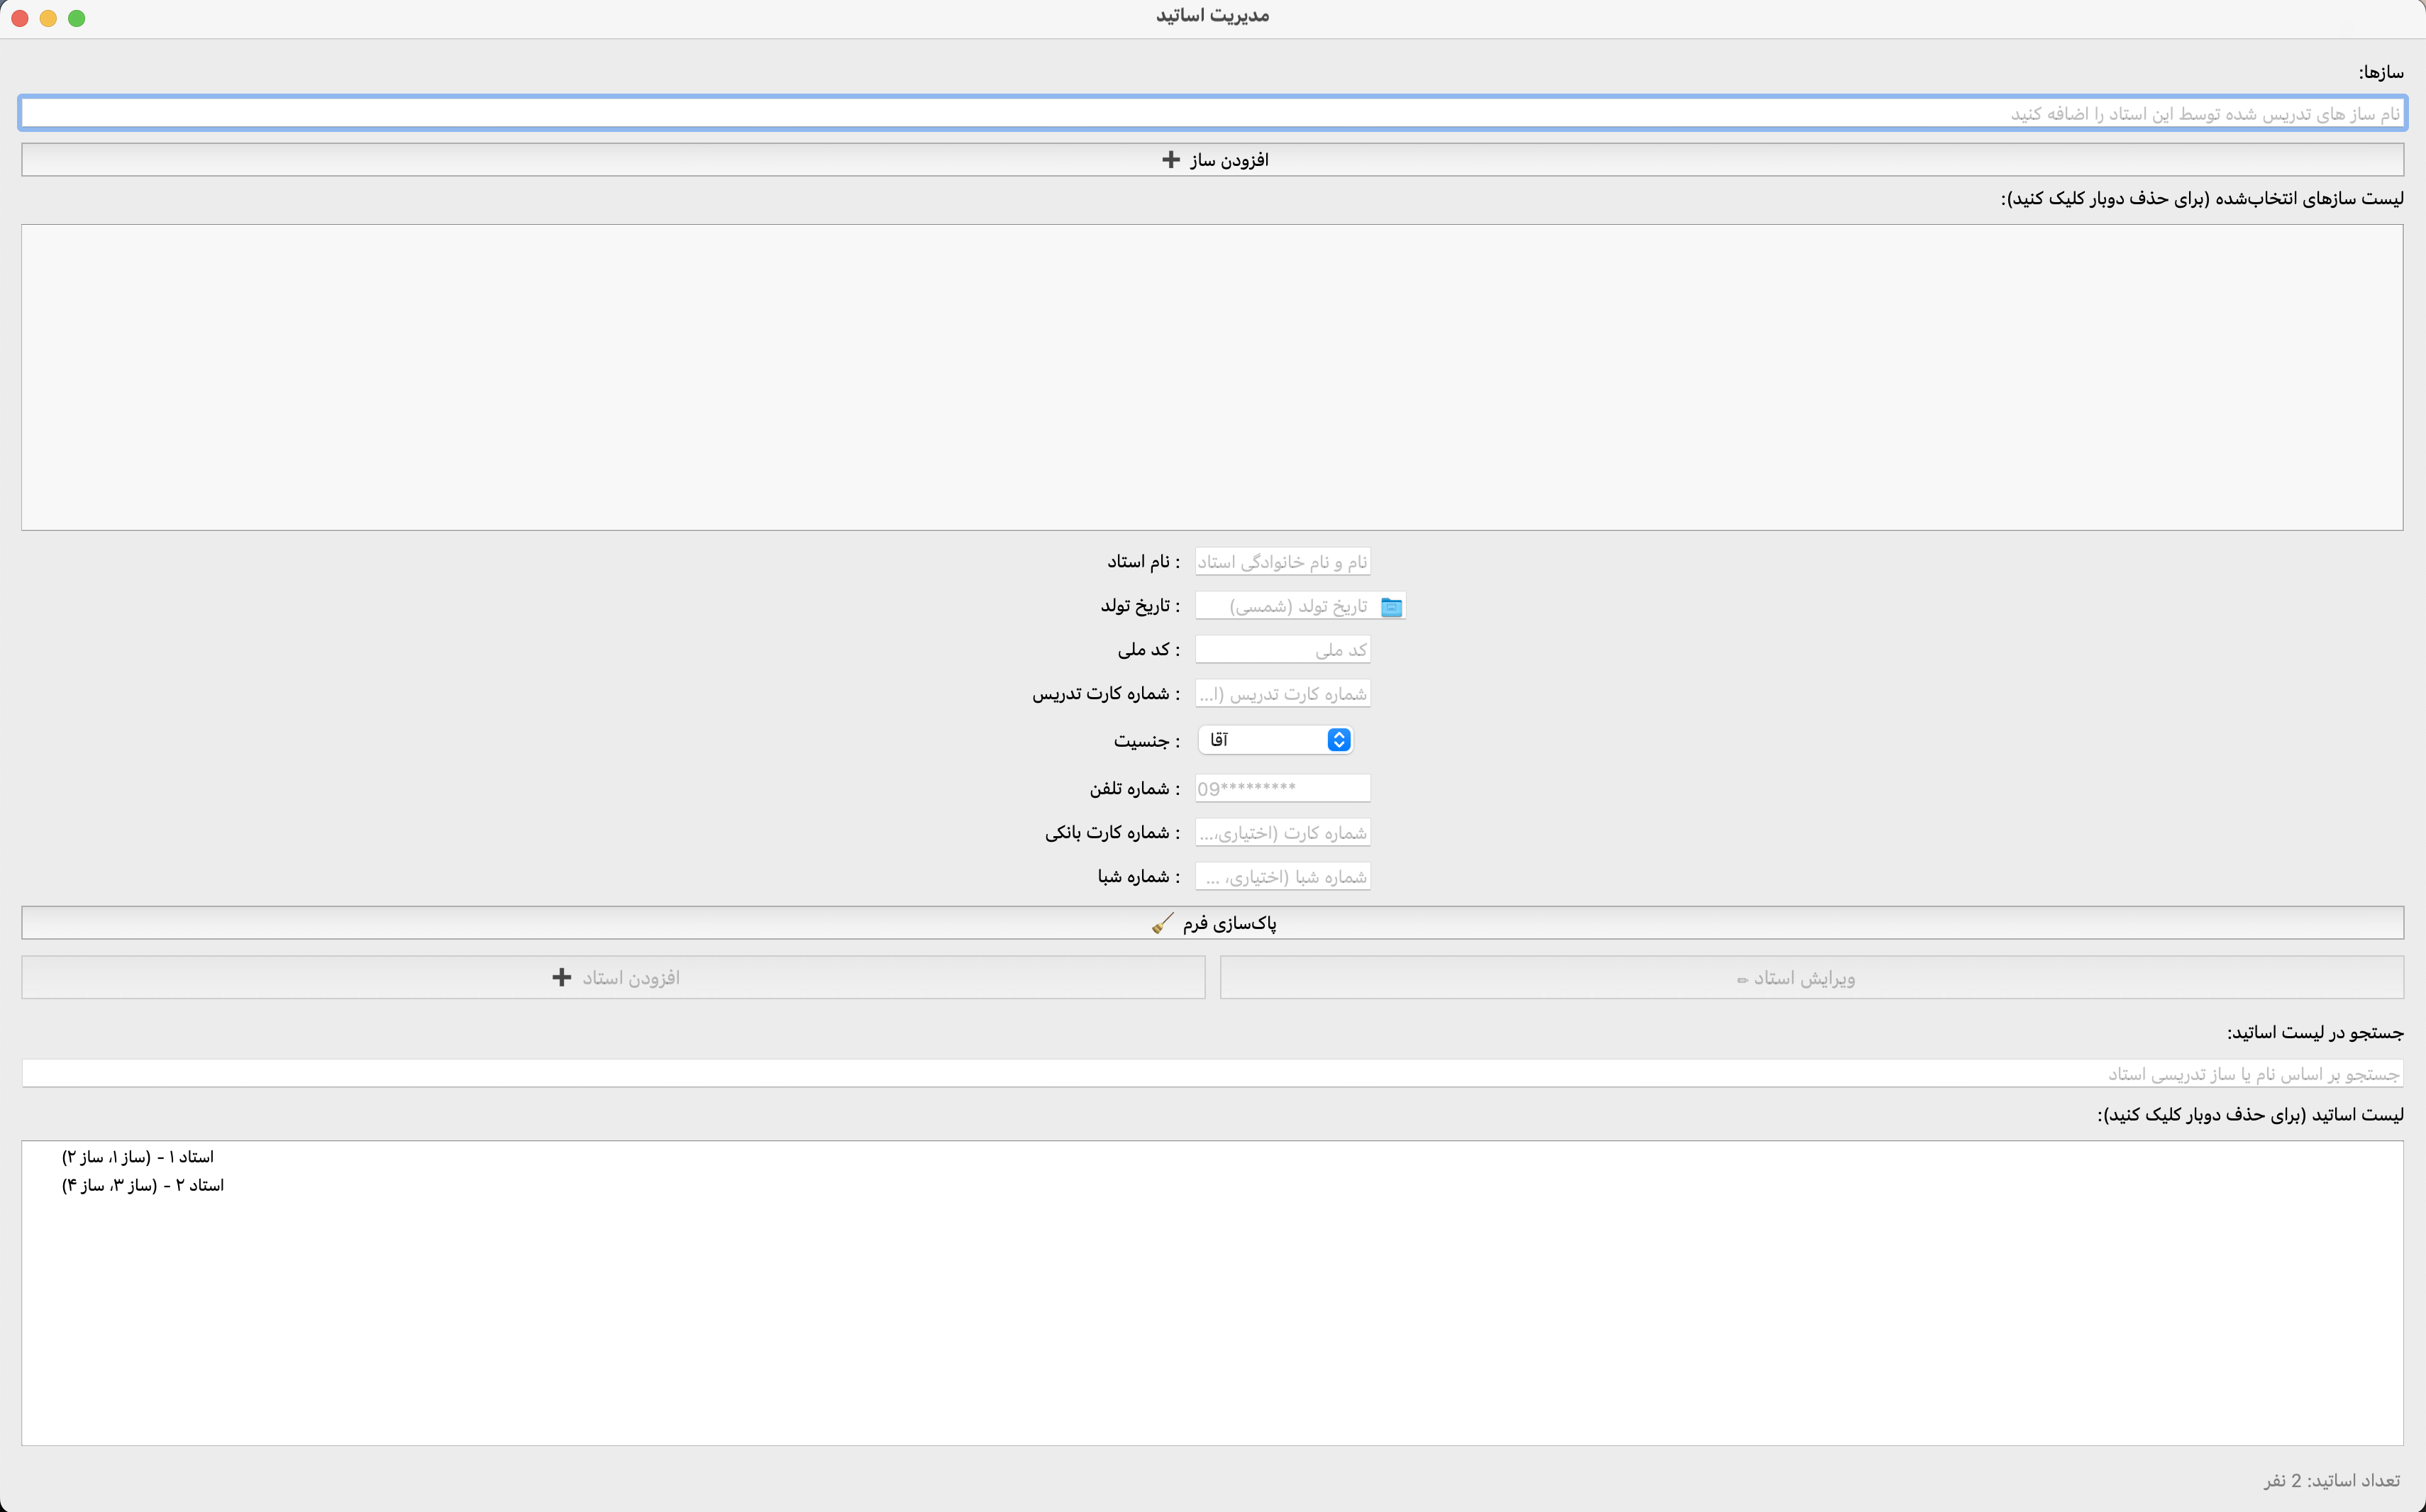 مدیریت اساتید
سازها:
نام ساز های تدریس شده توسط این استاد را اضافه کنید
افزودن ساز ➕
لیست سازهای انتخاب‌شده (برای حذف دوبار کلیک کنید):
نام استاد : نام و نام خانوادگی استاد
تاریخ تولد : تاریخ تولد (شمسی)
کد ملی : کد ملی
شماره کارت تدریس : شماره کارت تدریس (ا...
جنسیت : آقا
شماره تلفن : 09*********
شماره کارت بانکی : شماره کارت (اختیاری،...
شماره شبا : شماره شبا (اختیاری، ...
پاک‌سازی فرم 🧹
ویرایش استاد ✏
افزودن استاد ➕
جستجو در لیست اساتید:
جستجو بر اساس نام یا ساز تدریسی استاد
لیست اساتید (برای حذف دوبار کلیک کنید):
استاد ۱ - (ساز ۱، ساز ۲)
استاد ۲ - (ساز ۳، ساز ۴)
تعداد اساتید: 2 نفر